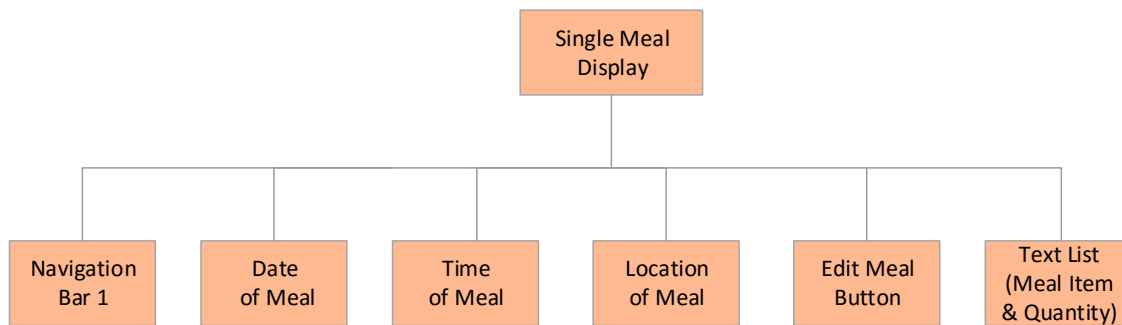 Single Meal
Display
Navigation
Bar 1
Date
of Meal
Time
of Meal
Location
of Meal
Edit Meal
Button
Text List
(Meal Item
& Quantity)